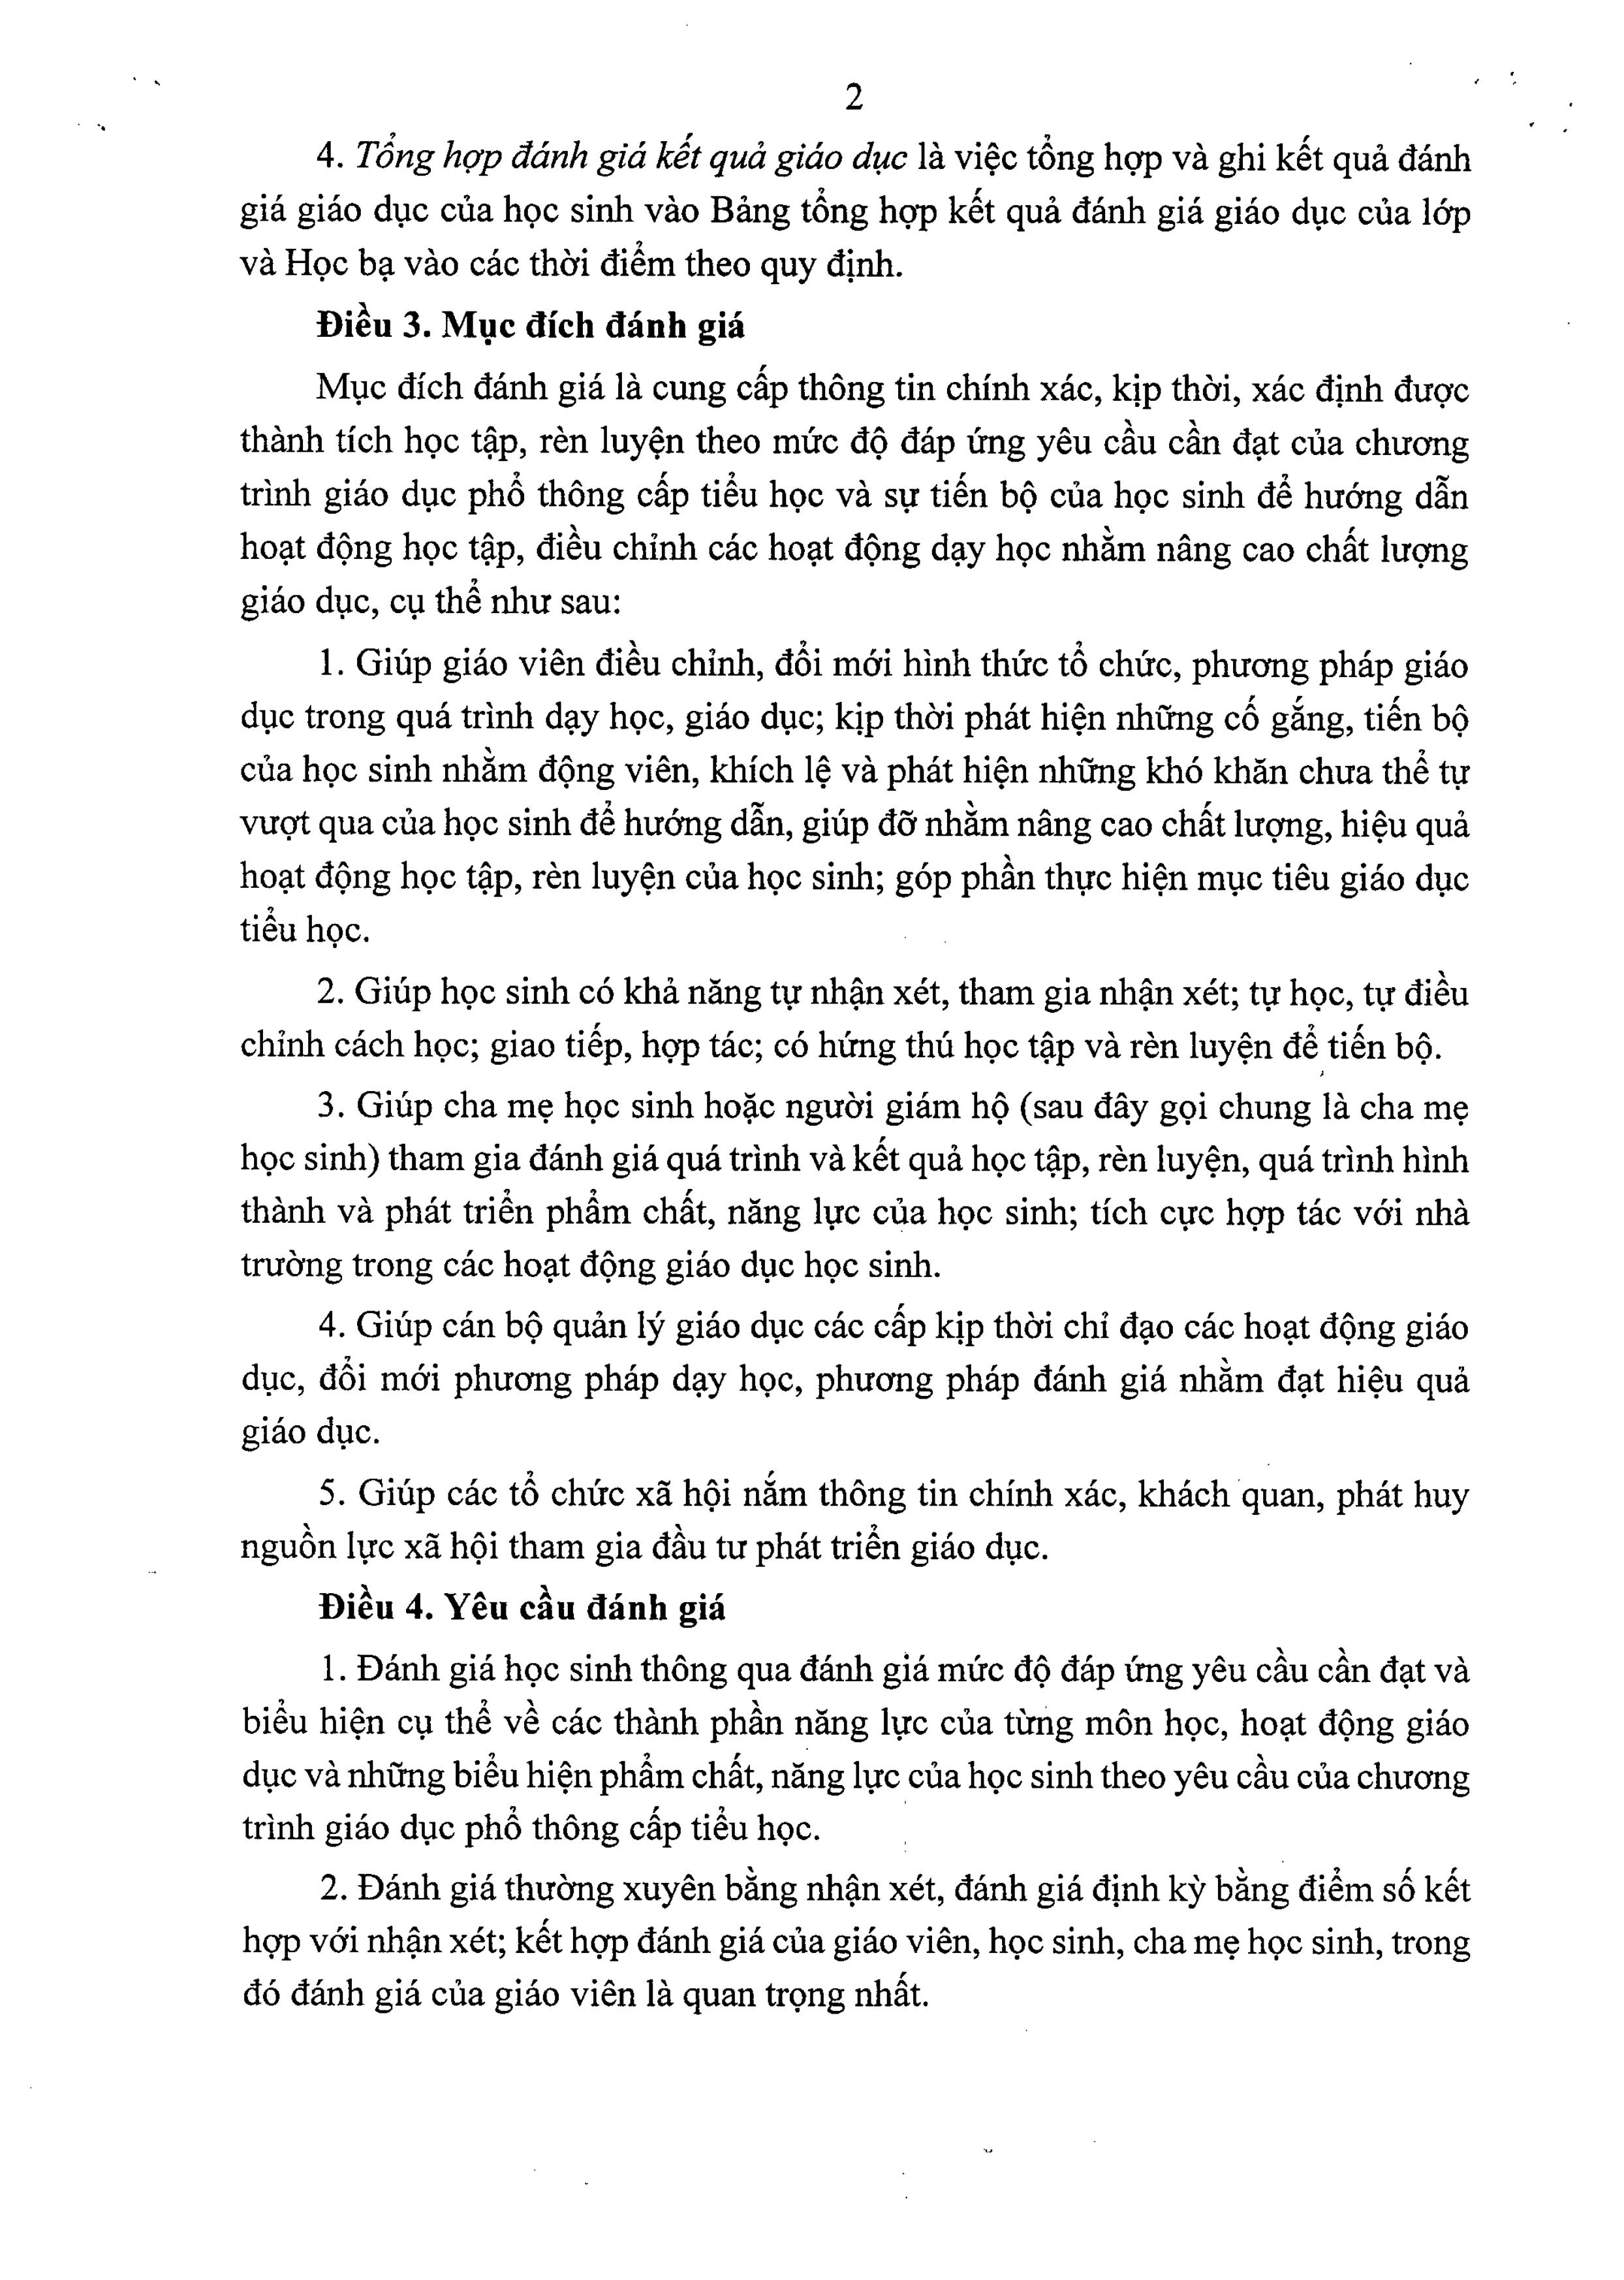 2
4. Tổng hợp đánh giá kết quả giáo dục là việc tổng hợp và ghi kết quả đánh
giá giáo dục của học sinh vào Bảng tổng hợp kết quả đánh giá giáo dục của lớp
và Học bạ vào các thời điểm theo quy định.
Điều 3. Mục đích đánh giá
Mục đích đánh giá là cung cấp thông tin chính xác, kịp thời, xác định được
thành tích học tập, rèn luyện theo mức độ đáp ứng yêu cầu cần đạt của chương
trình giáo dục phổ thông cấp tiểu học và sự tiến bộ của học sinh để hướng dẫn
hoạt động học tập, điều chỉnh các hoạt động dạy học nhằm nâng cao chất lượng
giáo dục, cụ thể như sau:
1. Giúp giáo viên điều chỉnh, đổi mới hình thức tổ chức, phương pháp giáo
dục trong quá trình dạy học, giáo dục; kịp thời phát hiện những cố gắng, tiến bộ
của học sinh nhằm động viên, khích lệ và phát hiện những khó khăn chưa thể tự
vượt qua của học sinh để hướng dẫn, giúp đỡ nhằm nâng cao chất lượng, hiệu quả
hoạt động học tập, rèn luyện của học sinh; góp phần thực hiện mục tiêu giáo dục
tiểu học.
2. Giúp học sinh có khả năng tự nhận xét, tham gia nhận xét; tự học, tự điều
chỉnh cách học; giao tiếp, hợp tác; có hứng thú học tập và rèn luyện để tiến bộ.
3. Giúp cha mẹ học sinh hoặc người giám hộ (sau đây gọi chung là cha mẹ
học sinh) tham gia đánh giá quá trình và kết quả học tập, rèn luyện, quá trình hình
thành và phát triển phẩm chất, năng lực của học sinh; tích cực hợp tác với nhà
trường trong các hoạt động giáo dục học sinh.
4. Giúp cán bộ quản lý giáo dục các cấp kịp thời chỉ đạo các hoạt động giáo
dục, đổi mới phương pháp dạy học, phương pháp đánh giá nhằm đạt hiệu quả
giáo dục.
5. Giúp các tổ chức xã hội nắm thông tin chính xác, khách quan, phát huy
nguồn lực xã hội tham gia đầu tư phát triển giáo dục.
Điều 4. Yêu cầu đánh giá
1. Đánh giá học sinh thông qua đánh giá mức độ đáp ứng yêu cầu cần đạt và
biểu hiện cụ thể về các thành phần năng lực của từng môn học, hoạt động giáo
dục và những biểu hiện phẩm chất, năng lực của học sinh theo yêu cầu của chương
trình giáo dục phổ thông cấp tiểu học.
2. Đánh giá thường xuyên bằng nhận xét, đánh giá định kỳ bằng điểm số kết
hợp với nhận xét; kết hợp đánh giá của giáo viên, học sinh, cha mẹ học sinh, trong
đó đánh giá của giáo viên là quan trọng nhất.